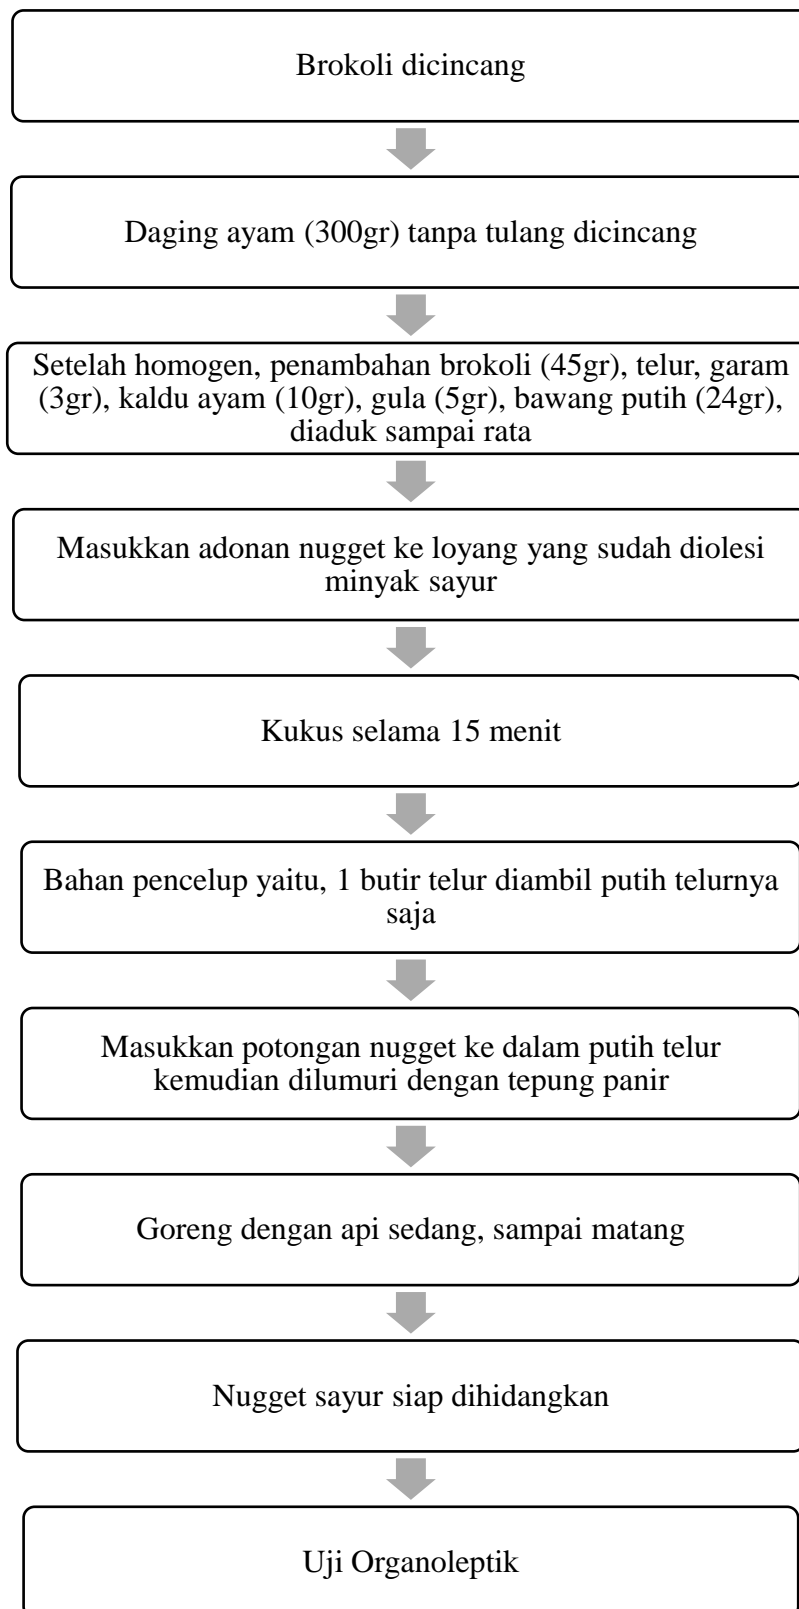 Brokoli dicincang
Daging ayam (300gr) tanpa tulang dicincang
Setelah homogen, penambahan brokoli (45gr), telur, garam
(3gr), kaldu ayam (10gr), gula (5gr), bawang putih (24gr),
diaduk sampai rata
Masukkan adonan nugget ke loyang yang sudah diolesi
minyak sayur
Kukus selama 15 menit
Bahan pencelup yaitu, 1 butir telur diambil putih telurnya
saja
Masukkan potongan nugget ke dalam putih telur
kemudian dilumuri dengan tepung panir
Goreng dengan api sedang, sampai matang
Nugget sayur siap dihidangkan
Uji Organoleptik